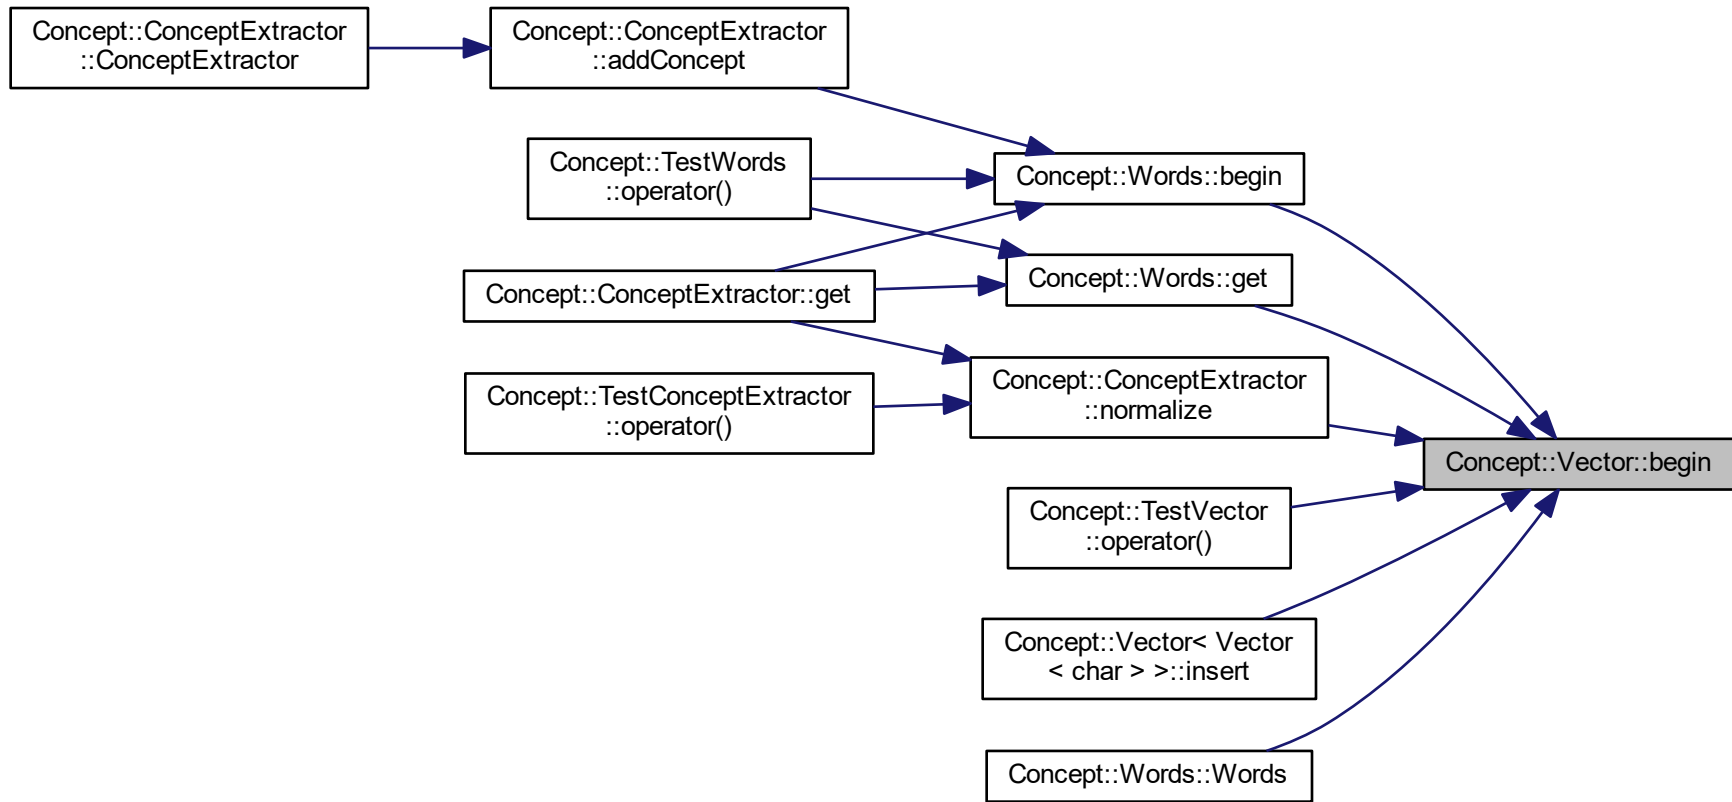 Concept::ConceptExtractor
::ConceptExtractor
Concept::ConceptExtractor
::addConcept
Concept::TestWords
::operator()
Concept::Words::begin
Concept::ConceptExtractor::get
Concept::Words::get
Concept::TestConceptExtractor
::operator()
Concept::ConceptExtractor
::normalize
Concept::Vector::begin
Concept::TestVector
::operator()
Concept::Vector< Vector
< char > >::insert
Concept::Words::Words